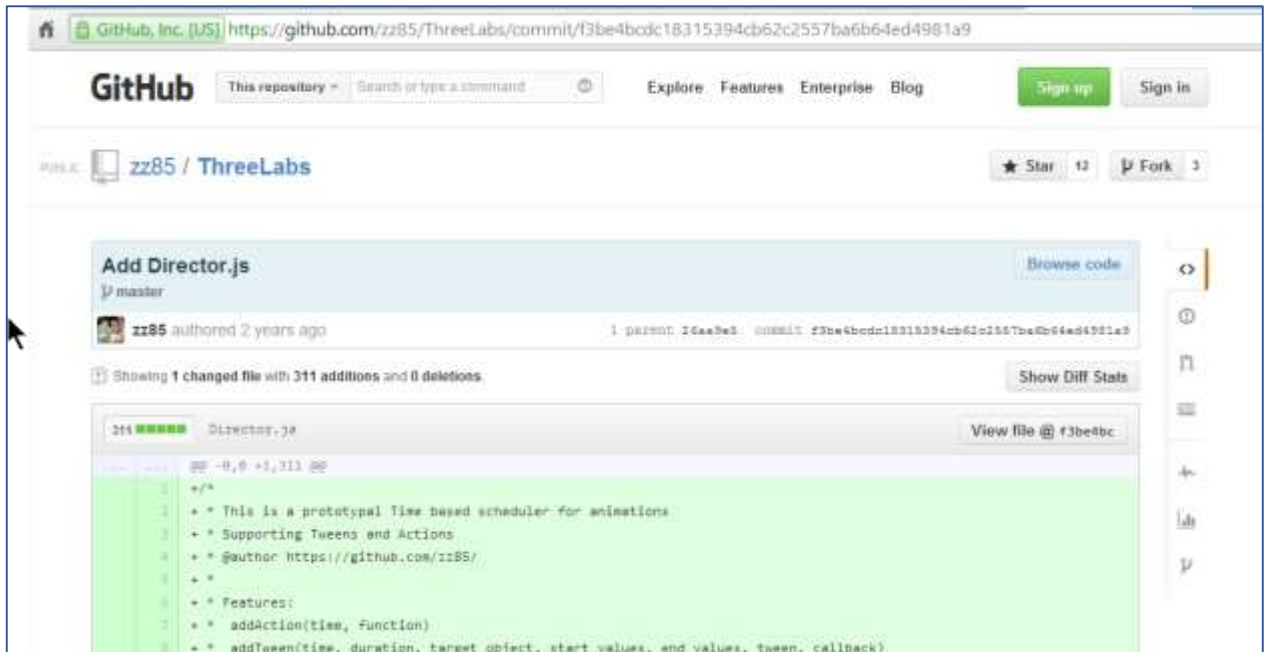 GitHub, Inc. [US] https://github.com/zz85/ThreeLabs/commit/f3be4bcdc18315394cb62c2557ba6b64ed4981a9
GitHub This repository Search or type a command Explore Features Enterprise Blog Sign up Sign in
PUBLIC zz85 / ThreeLabs Star 12 Fork 3
Add Director.js Browse code
master
zz85 authored 2 years ago 1 parent commit f3be4bcdc18315394cb62c2557ba6b64ed4981a9
Showing 1 changed file with 311 additions and 0 deletions. Show Diff Stats
311 Director.js View file @ f3be4bc
... ... @@ -0,0 +1,311 @@
1 +/*
2 + * This is a prototypal Time based scheduler for animations
3 + * Supporting Tweens and Actions
4 + * @author https://github.com/zz85/
5 + *
6 + * Features:
7 + * addAction(time, function)
8 + * addTween(time, duration, target object, start values, end values, tween, callback)